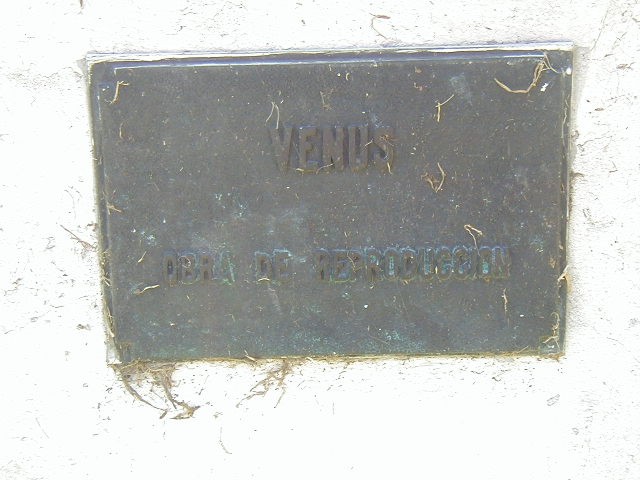 VENUS
OBRA DE REPRODUCCION